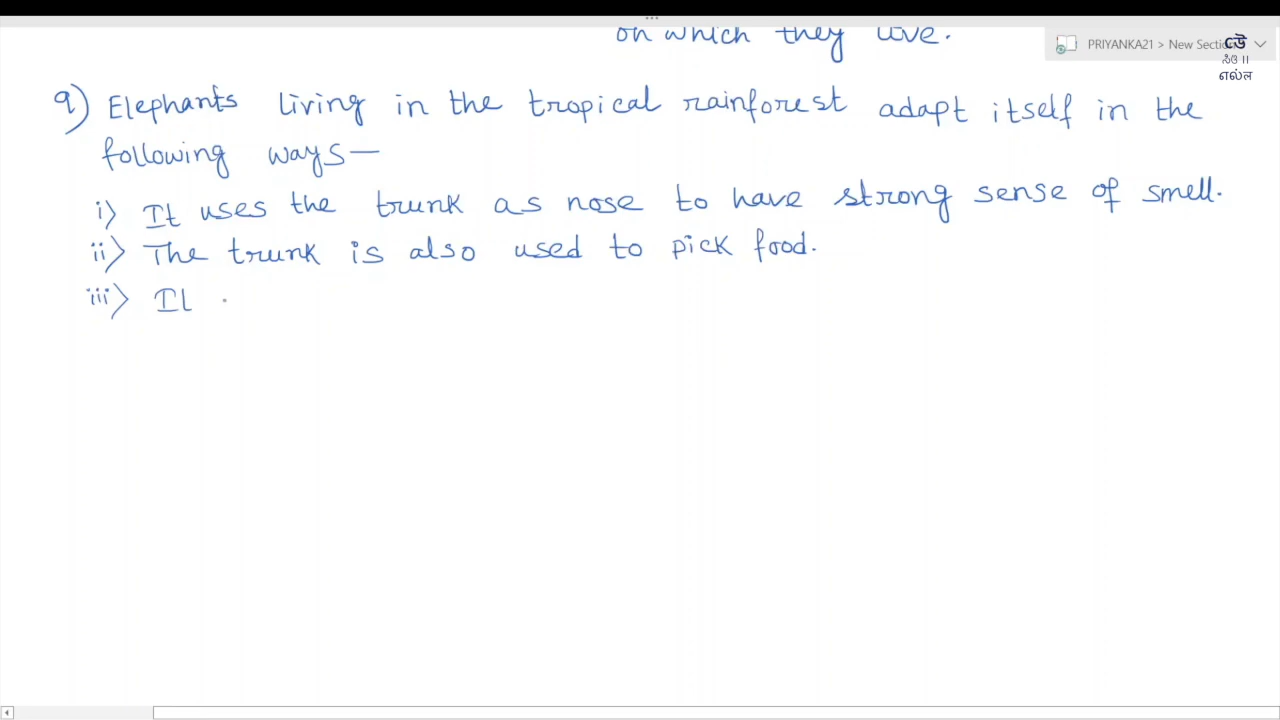 on which they live.
PRIYANKA21 > New Section
9) Elephants living in the tropical rainforest adapt itself in the
following ways—
i) It uses the trunk as nose to have strong sense of smell.
ii) The trunk is also used to pick food.
iii) It